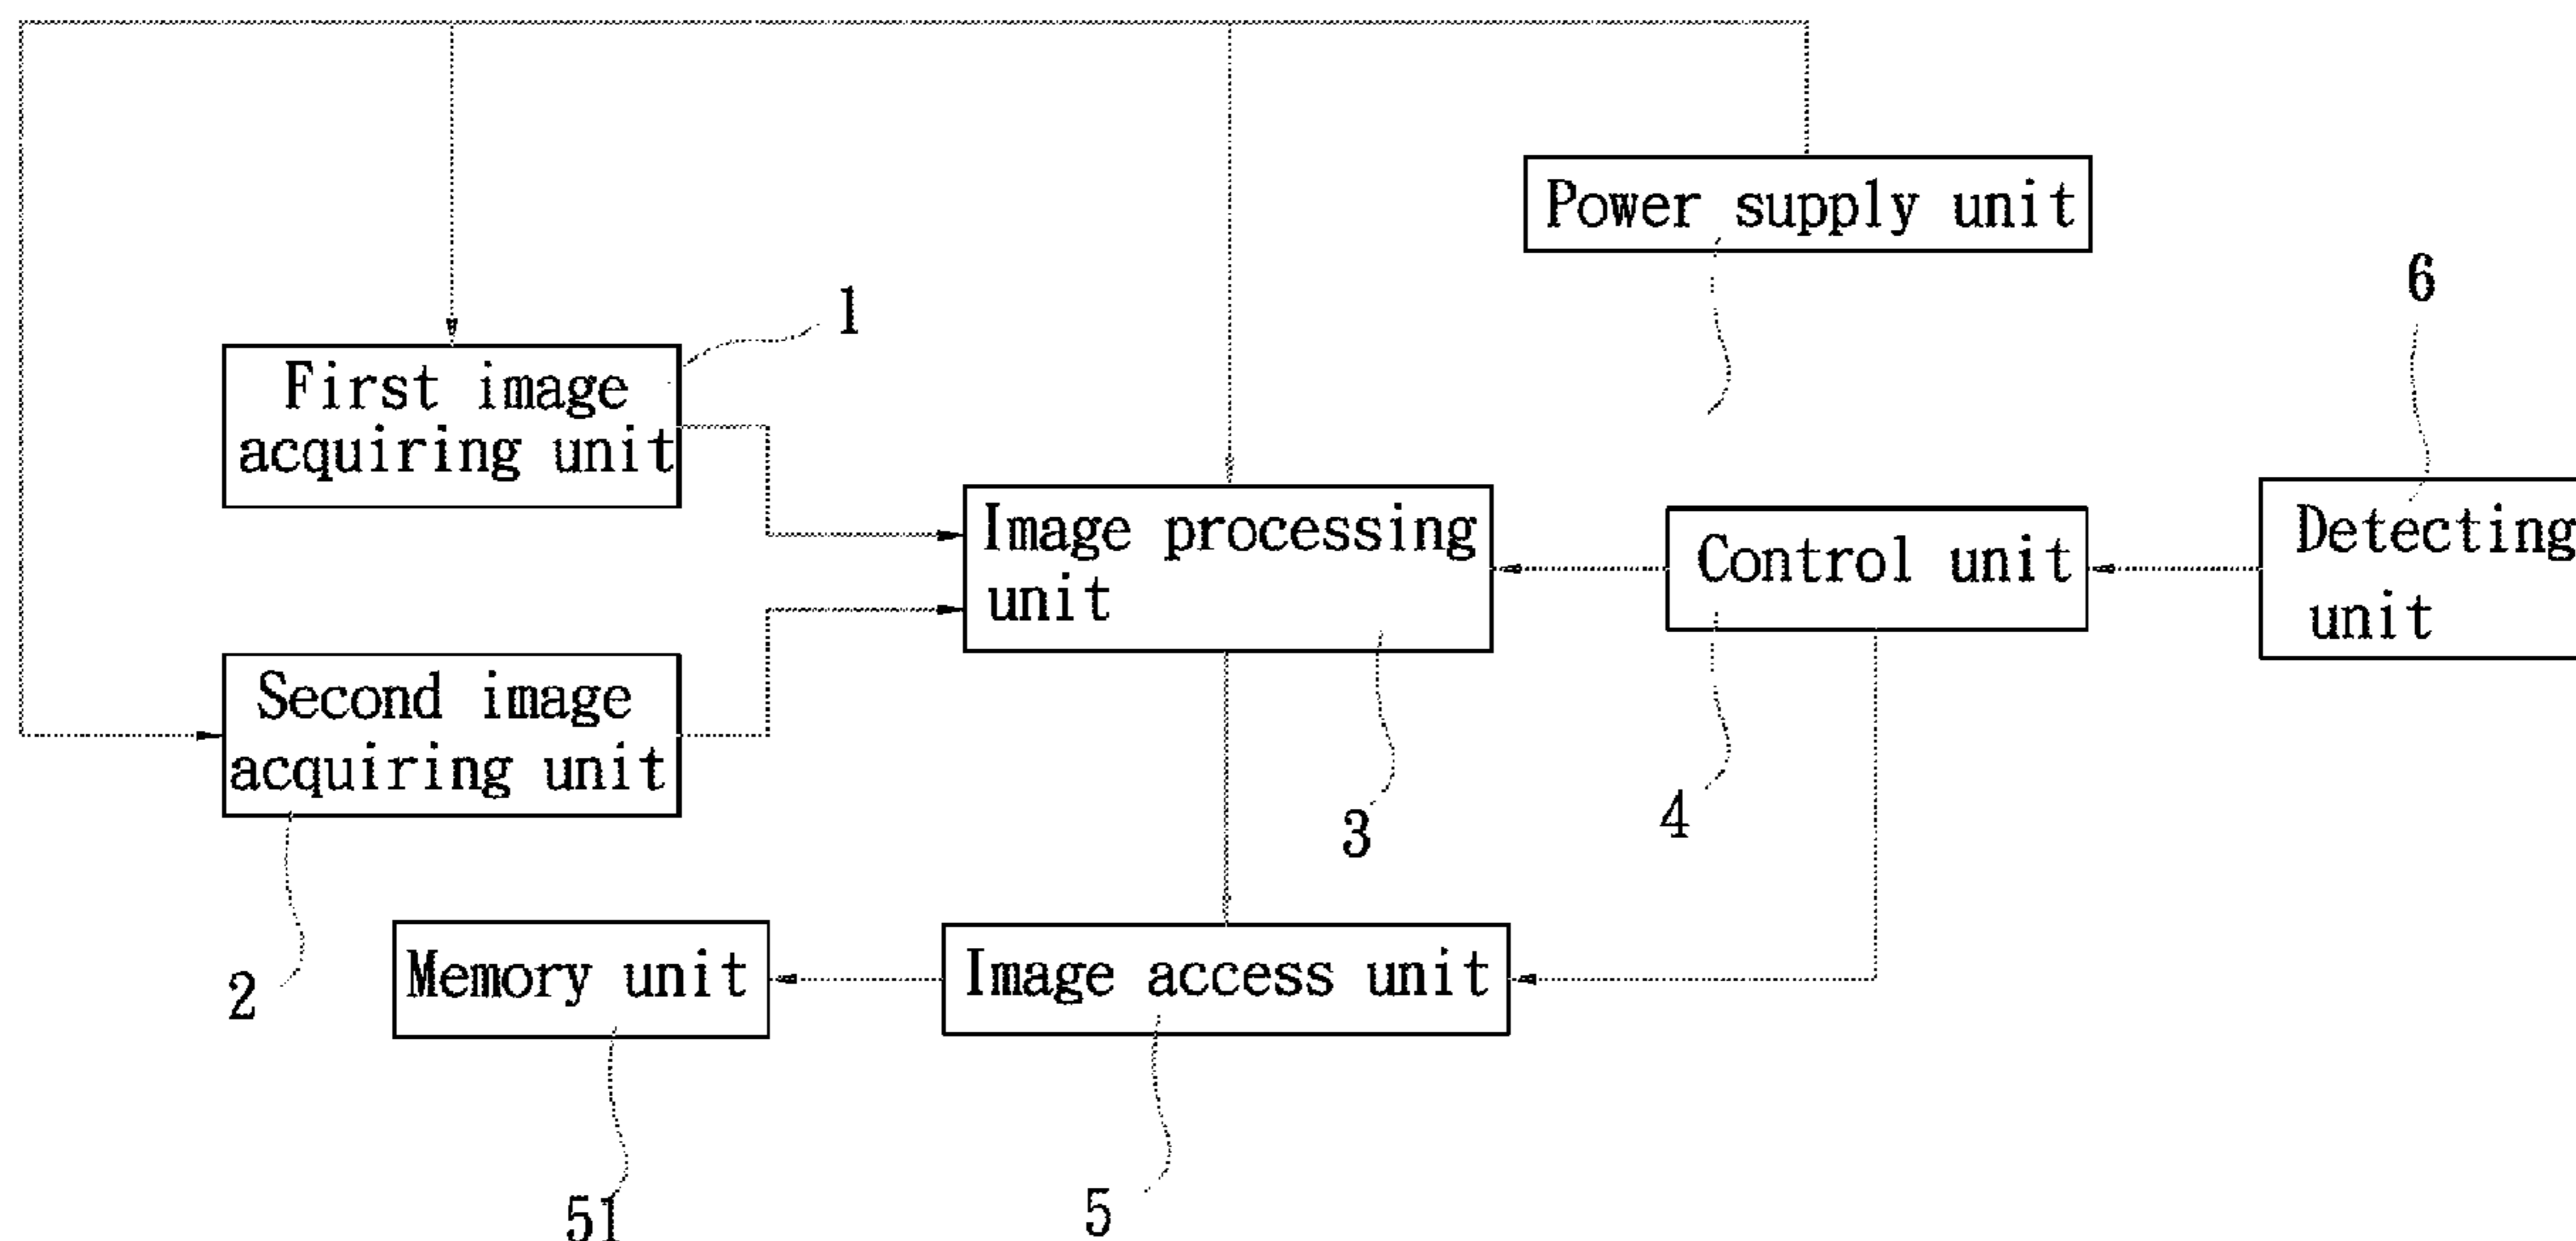 Power supply unit
6
1
First image
acquiring unit
Image processing
unit
Control unit
Detecting
unit
Second image
acquiring unit
3
4
2
Memory unit
Image access unit
51
5